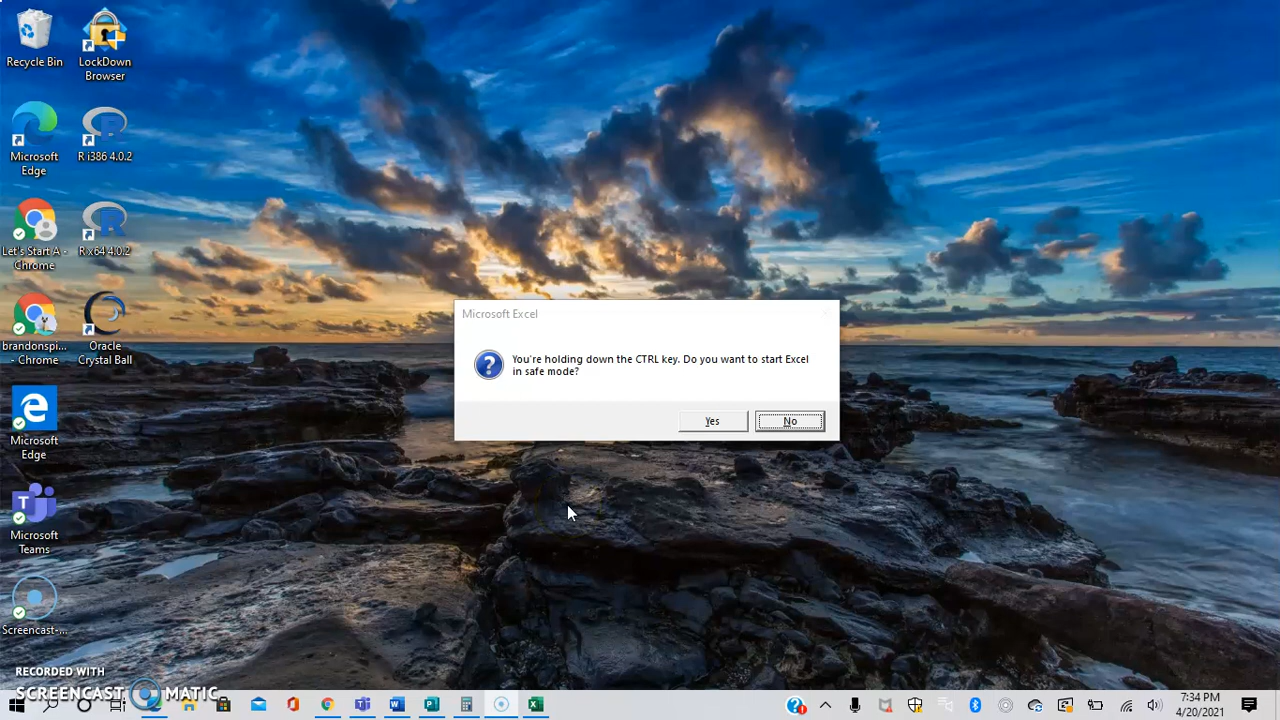 Recycle Bin
LockDown
Browser
Microsoft
Edge
R i386 4.0.2
Let's Start A -
Chrome
R x64 4.0.2
brandonspi...
- Chrome
Oracle
Crystal Ball
Microsoft
Edge
Microsoft
Teams
Screencast-...
Microsoft Excel
You're holding down the CTRL key. Do you want to start Excel
in safe mode?
Yes
No
RECORDED WITH
SCREENCAST MATIC
7:34 PM
4/20/2021